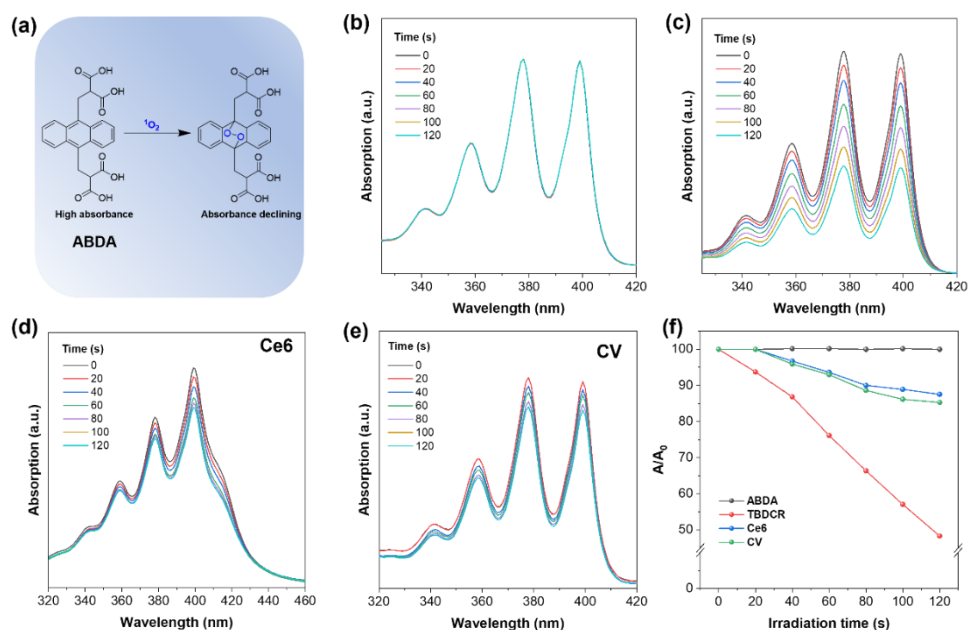 (a)
O
OH
OH
O
¹O₂
O
OH
OH
O
High absorbance
ABDA
O
OH
OH
O
O
O
O
OH
OH
O
Absorbance declining
(b)
Time (s)
0
20
40
60
80
100
120
Absorption (a.u.)
340
360
380
400
420
Wavelength (nm)
(c)
Time (s)
0
20
40
60
80
100
120
Absorption (a.u.)
340
360
380
400
420
Wavelength (nm)
(d)
Ce6
Time (s)
0
20
40
60
80
100
120
Absorption (a.u.)
320
340
360
380
400
420
440
460
Wavelength (nm)
(e)
CV
Time (s)
0
20
40
60
80
100
120
Absorption (a.u.)
320
340
360
380
400
420
Wavelength (nm)
(f)
100
90
80
70
60
50
0
A/A₀
ABDA
TBDCR
Ce6
CV
0
20
40
60
80
100
120
Irradiation time (s)